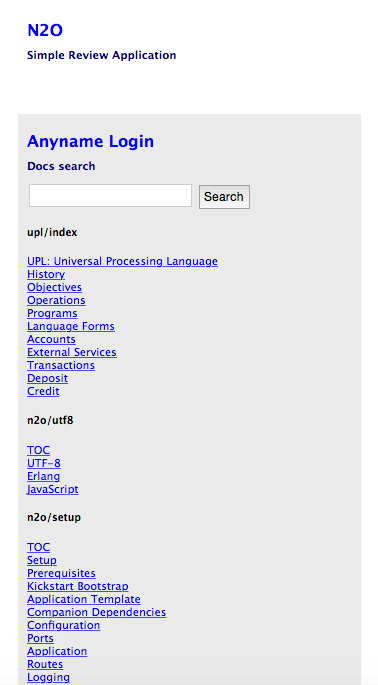 N2O
Simple Review Application
Anyname Login
Docs search
Search
upl/index
UPL: Universal Processing Language
History
Objectives
Operations
Programs
Language Forms
Accounts
External Services
Transactions
Deposit
Credit
n2o/utf8
TOC
UTF-8
Erlang
JavaScript
n2o/setup
TOC
Setup
Prerequisites
Kickstart Bootstrap
Application Template
Companion Dependencies
Configuration
Ports
Application
Routes
Logging